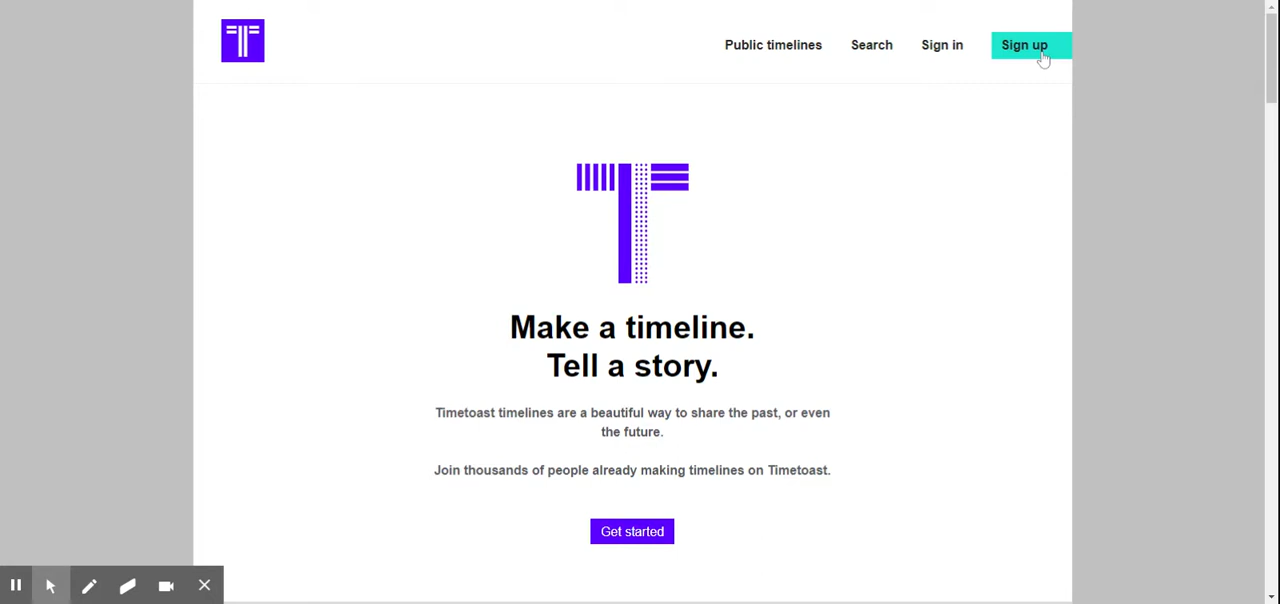 Public timelines
Search
Sign in
Sign up
Make a timeline.
Tell a story.
Timetoast timelines are a beautiful way to share the past, or even
the future.
Join thousands of people already making timelines on Timetoast.
Get started